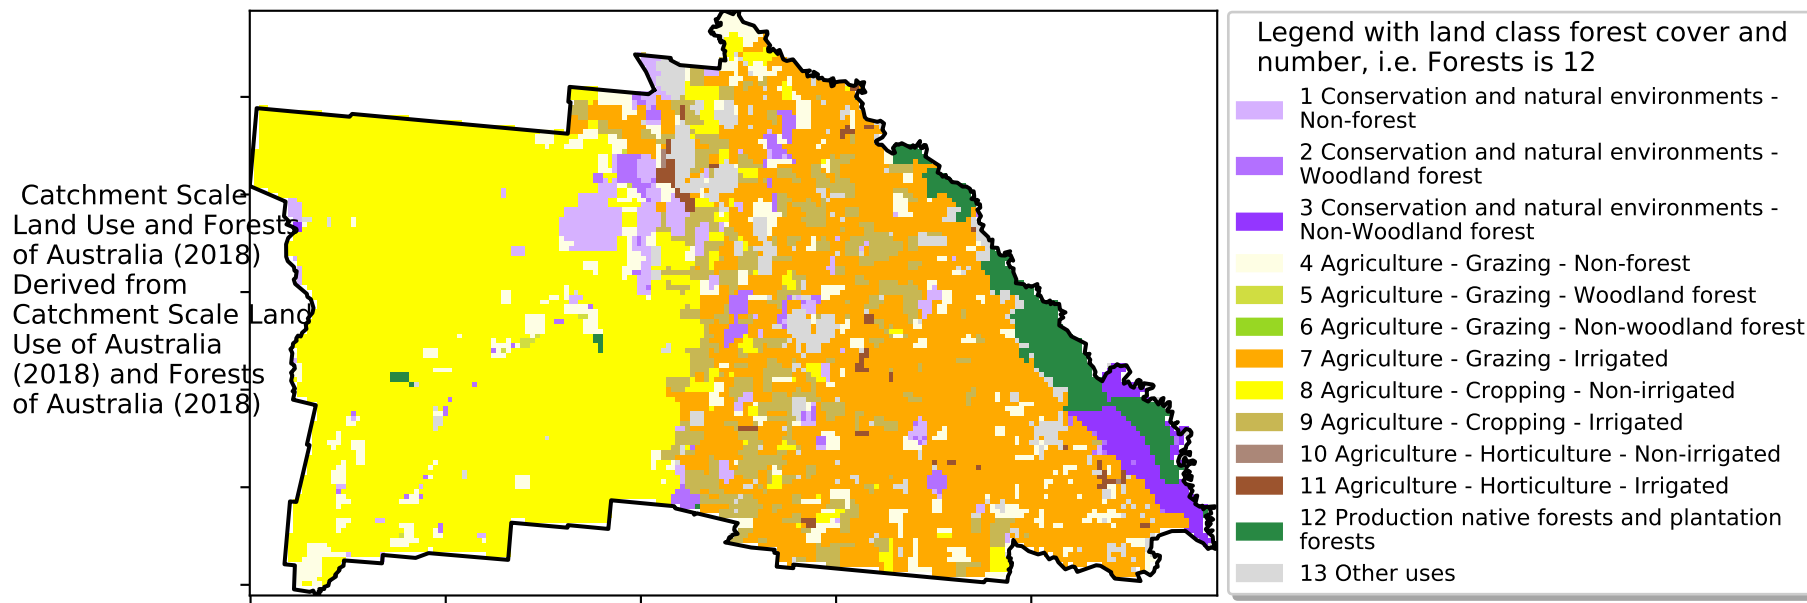 Catchment Scale
Land Use and Forests
of Australia (2018)
Derived from
Catchment Scale Land
Use of Australia
(2018) and Forests
of Australia (2018)
Legend with land class forest cover and
number, i.e. Forests is 12
1 Conservation and natural environments -
Non-forest
2 Conservation and natural environments -
Woodland forest
3 Conservation and natural environments -
Non-Woodland forest
4 Agriculture - Grazing - Non-forest
5 Agriculture - Grazing - Woodland forest
6 Agriculture - Grazing - Non-woodland forest
7 Agriculture - Grazing - Irrigated
8 Agriculture - Cropping - Non-irrigated
9 Agriculture - Cropping - Irrigated
10 Agriculture - Horticulture - Non-irrigated
11 Agriculture - Horticulture - Irrigated
12 Production native forests and plantation
forests
13 Other uses